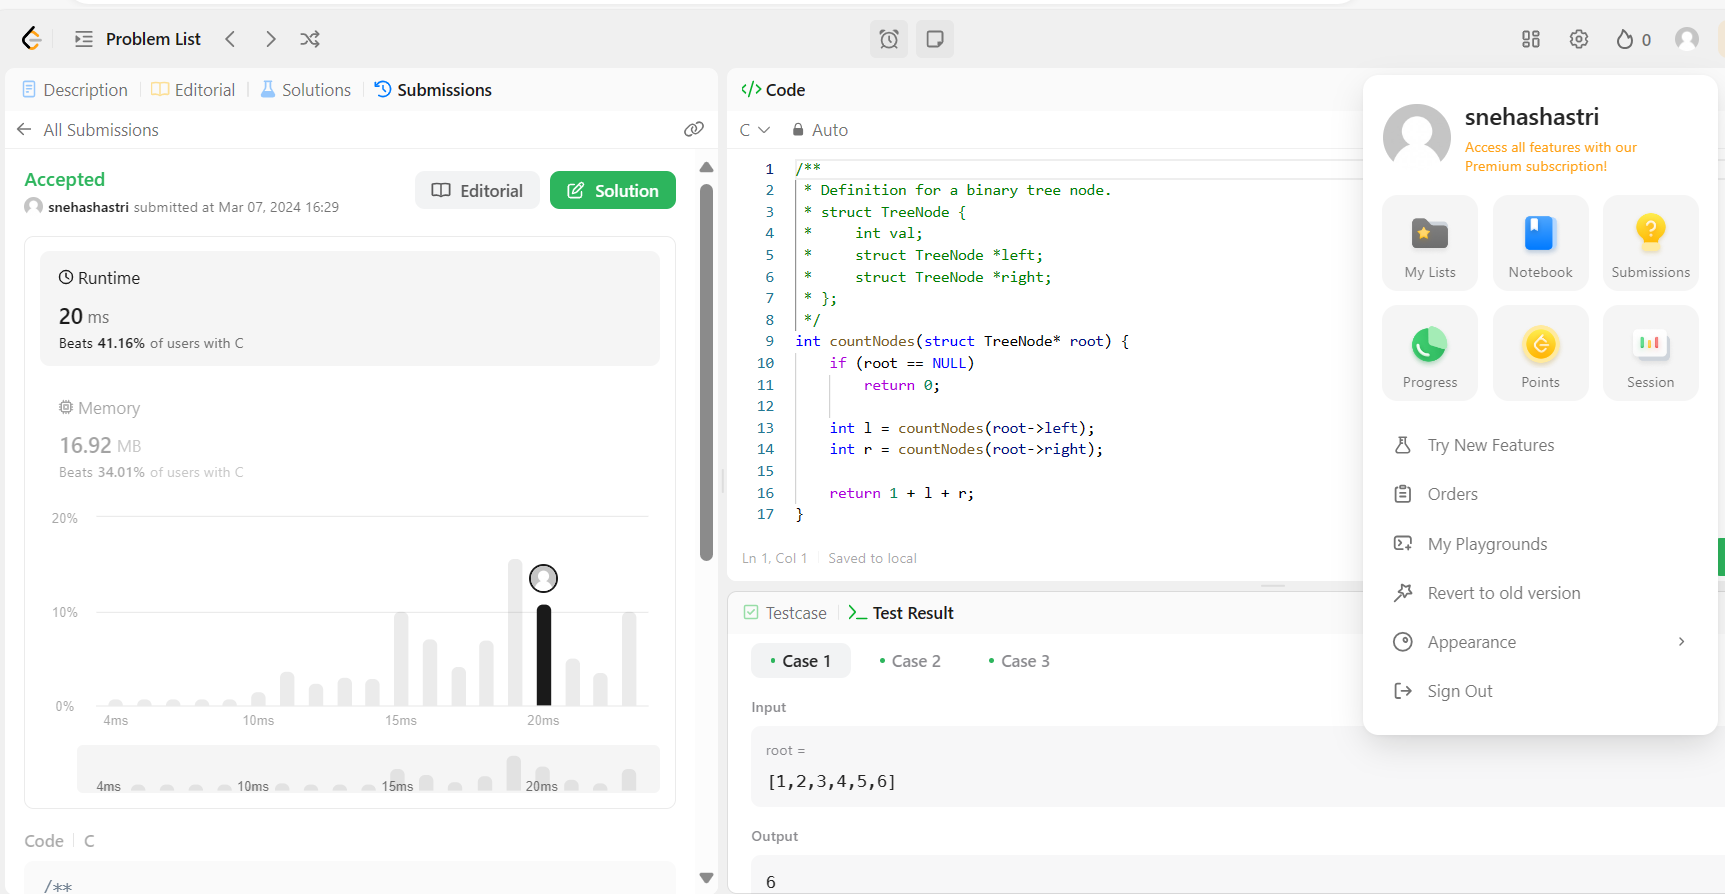 Problem List
0
Description
Editorial
Solutions
Submissions
All Submissions
Accepted
snehashastri submitted at Mar 07, 2024 16:29
Editorial
Solution
Runtime
20 ms
Beats 41.16% of users with C
Memory
16.92 MB
Beats 34.01% of users with C
20%
10%
0%
4ms
10ms
15ms
20ms
4ms
10ms
15ms
20ms
Code
C
/**
</> Code
C
Auto
1 /**
2  * Definition for a binary tree node.
3  * struct TreeNode {
4  *     int val;
5  *     struct TreeNode *left;
6  *     struct TreeNode *right;
7  * };
8  */
9 int countNodes(struct TreeNode* root) {
10     if (root == NULL)
11         return 0;
12
13     int l = countNodes(root->left);
14     int r = countNodes(root->right);
15
16     return 1 + l + r;
17 }
Ln 1, Col 1
Saved to local
Testcase
Test Result
Case 1
Case 2
Case 3
Input
root =
[1,2,3,4,5,6]
Output
6
snehashastri
Access all features with our
Premium subscription!
My Lists
Notebook
Submissions
Progress
Points
Session
Try New Features
Orders
My Playgrounds
Revert to old version
Appearance
Sign Out